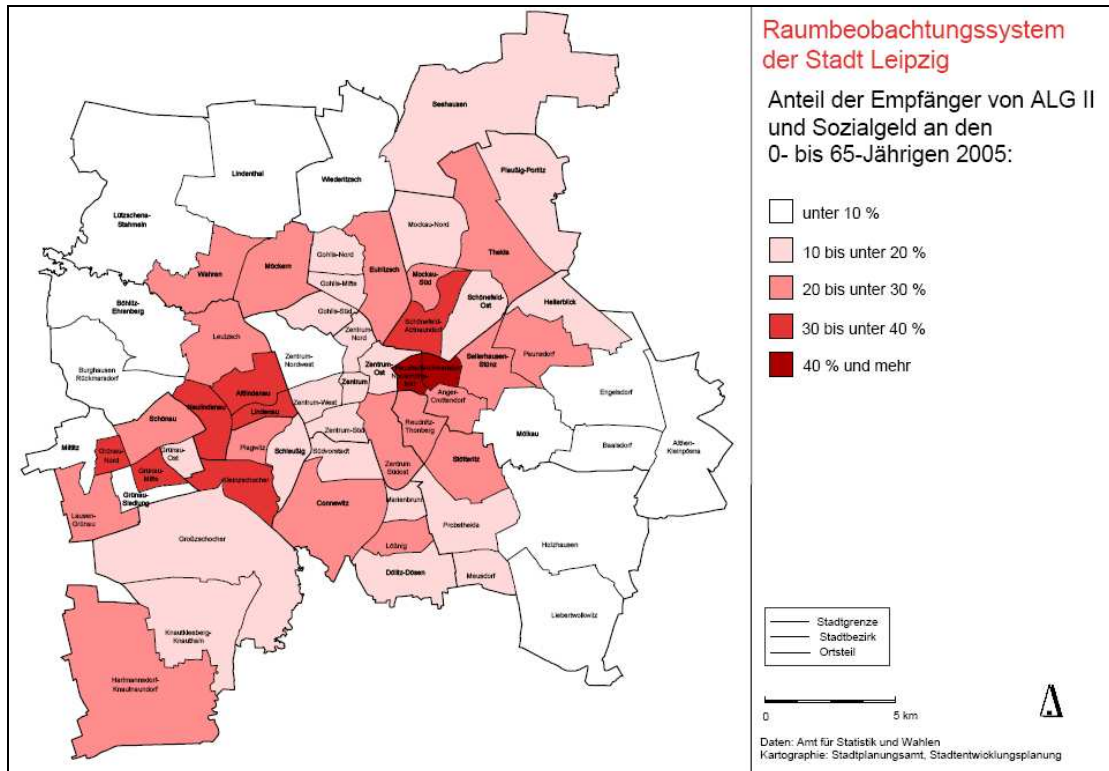 Raumbeobachtungssystem
der Stadt Leipzig
Anteil der Empfänger von ALG II
und Sozialgeld an den
0- bis 65-Jährigen 2005:
unter 10 %
10 bis unter 20 %
20 bis unter 30 %
30 bis unter 40 %
40 % und mehr
Stadtgrenze
Stadtbezirk
Ortsteil
0
5 km
Daten: Amt für Statistik und Wahlen
Kartographie: Stadtplanungsamt, Stadtentwicklungsplanung
Seehausen
Plaußig-Portitz
Lindenthal
Wiederitzsch
Lützschena-
Stahmeln
Mockau-Nord
Thekla
Wahren
Möckern
Gohlis-Nord
Eutritzsch
Mockau-
Süd
Gohlis-Mitte
Heiterblick
Schönefeld-
Ost
Böhlitz-
Ehrenberg
Gohlis-Süd
Schönefeld-
Abtnaundorf
Leutzsch
Zentrum-
Nord
Burghausen
Rückmarsdorf
Zentrum-
Nordwest
Zentrum-
Ost
Sellerhausen-
Stünz
Paunsdorf
Zentrum
Altlindenau
Neulindenau
Lindenau
Zentrum-West
Anger-
Crottendorf
Engelsdorf
Schönau
Zentrum-Süd
Reudnitz-
Thonberg
Mölkau
Baalsdorf
Althen-
Kleinpösna
Miltitz
Grünau-
Nord
Grünau-
Ost
Plagwitz
Schleußig
Südvorstadt
Zentrum
Südost
Stötteritz
Grünau-
Mitte
Kleinzschocher
Grünau-
Siedlung
Lausen-
Grünau
Connewitz
Marienbrunn
Probstheida
Großzschocher
Lößnig
Holzhausen
Dölitz-Dösen
Meusdorf
Liebertwolkwitz
Knautkleeberg-
Knauthain
Hartmannsdorf-
Knautnaundorf